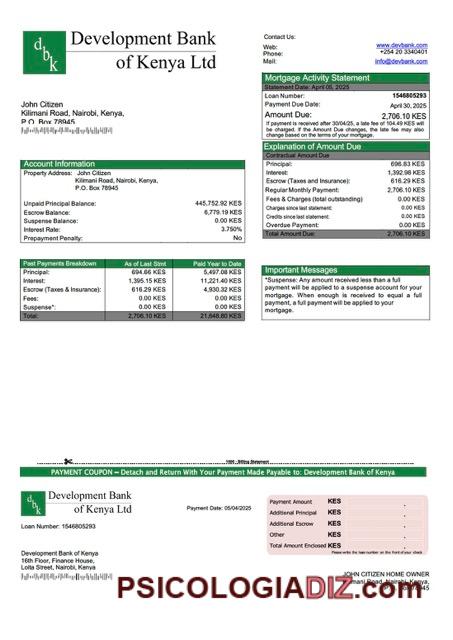 dbk
Development Bank
of Kenya Ltd
Contact Us:
Web: www.devbank.com
Phone: +254 20 3340401
Mail: info@devbank.com
Mortgage Activity Statement
Statement Date: April 05, 2025
Loan Number: 1546805293
Payment Due Date: April 30, 2025
Amount Due: 2,706.10 KES
If payment is received after 30/04/25, a late fee of 104.49 KES will
be charged. If the Amount Due changes, the late fee may also
change based on the terms of your mortgage.
John Citizen
Kilimani Road, Nairobi, Kenya,
P.O. Box 78945
Explanation of Amount Due
Contractual Amount Due
Principal: 696.83 KES
Interest: 1,392.98 KES
Escrow (Taxes and Insurance): 616.29 KES
Regular Monthly Payment: 2,706.10 KES
Fees & Charges (total outstanding) 0.00 KES
Charges since last statement: 0.00 KES
Credits since last statement: 0.00 KES
Overdue Payment: 0.00 KES
Total Amount Due: 2,706.10 KES
Account Information
Property Address: John Citizen
Kilimani Road, Nairobi, Kenya,
P.O. Box 78945
Unpaid Principal Balance: 445,752.92 KES
Escrow Balance: 6,779.19 KES
Suspense Balance: 0.00 KES
Interest Rate: 3.750%
Prepayment Penalty: No
Past Payments Breakdown As of Last Stmt Paid Year to Date
Principal: 694.66 KES 5,497.08 KES
Interest: 1,395.15 KES 11,221.40 KES
Escrow (Taxes & Insurance): 616.29 KES 4,930.32 KES
Fees: 0.00 KES 0.00 KES
Suspense*: 0.00 KES 0.00 KES
Total: 2,706.10 KES 21,648.80 KES
Important Messages
*Suspense: Any amount received less than a full
payment will be applied to a suspense account for your
mortgage. When enough is received to equal a full
payment, a full payment will be applied to your
mortgage.
Billing Statement
PAYMENT COUPON – Detach and Return With Your Payment Made Payable to: Development Bank of Kenya
dbk
Development Bank
of Kenya Ltd
Payment Date: 05/04/2025
Loan Number: 1546805293
Payment Amount KES .
Additional Principal KES .
Additional Escrow KES .
Other KES .
Total Amount Enclosed KES .
Please write the loan number on the front of your check
Development Bank of Kenya
16th Floor, Finance House,
Loita Street, Nairobi, Kenya
JOHN CITIZEN HOME OWNER
PSICOLOGIADIZ.com